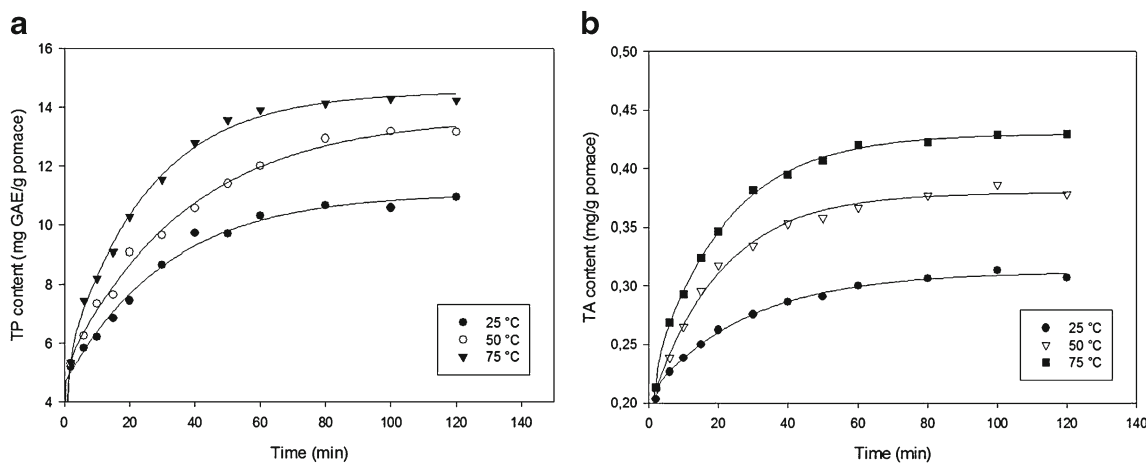 a
16
14
12
10
8
6
4
TP content (mg GAE/g pomace)
25 °C
50 °C
75 °C
0 20 40 60 80 100 120 140
Time (min)
b
0,50
0,45
0,40
0,35
0,30
0,25
0,20
TA content (mg/g pomace)
25 °C
50 °C
75 °C
0 20 40 60 80 100 120 140
Time (min)